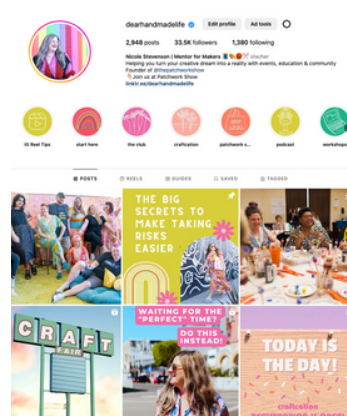 dearhandmadelife Edit profile Ad tools
2,948 posts 33.5K followers 1,380 following
Nicole Stevenson | Mentor for Makers she/her
Helping you turn your creative dream into a reality with events, education & community
Founder of @thepatchworkshow
Join us at Patchwork Show
linktr.ee/dearhandmadelife
IG Reel Tips start here the club craftcation patchwork s... podcast workshops
POSTS REELS GUIDES SAVED TAGGED
THE BIG
SECRETS TO
MAKE TAKING
RISKS
EASIER
CRAFT
FAIR
WAITING FOR THE
"PERFECT" TIME?
DO THIS
INSTEAD!
TODAY IS
THE DAY!
craftcation